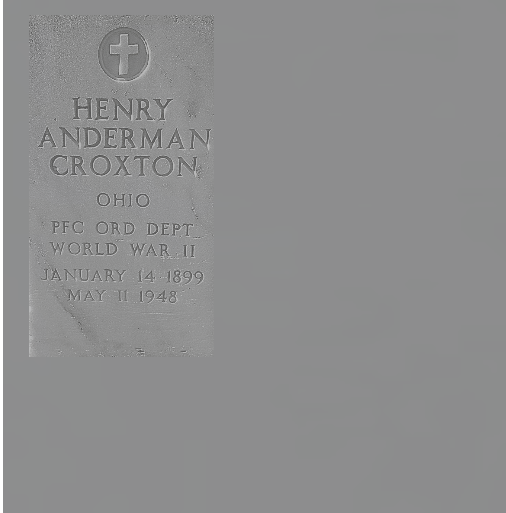 HENRY
ANDERMAN
CROXTON
OHIO
PFC ORD DEPT
WORLD WAR II
JANUARY 14 1899
MAY 11 1948